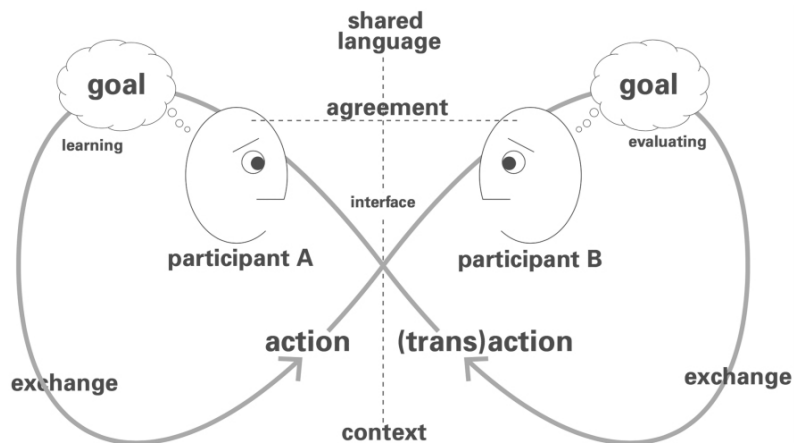 shared
language
goal
goal
agreement
learning
evaluating
interface
participant A
participant B
action
(trans)action
exchange
exchange
context